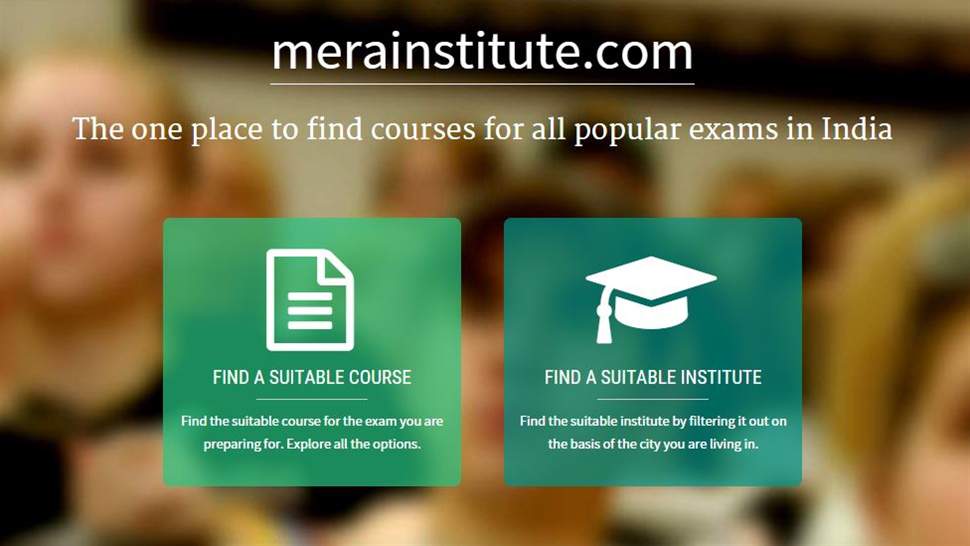 merainstitute.com
The one place to find courses for all popular exams in India
FIND A SUITABLE COURSE
Find the suitable course for the exam you are
preparing for. Explore all the options.
FIND A SUITABLE INSTITUTE
Find the suitable institute by filtering it out on
the basis of the city you are living in.